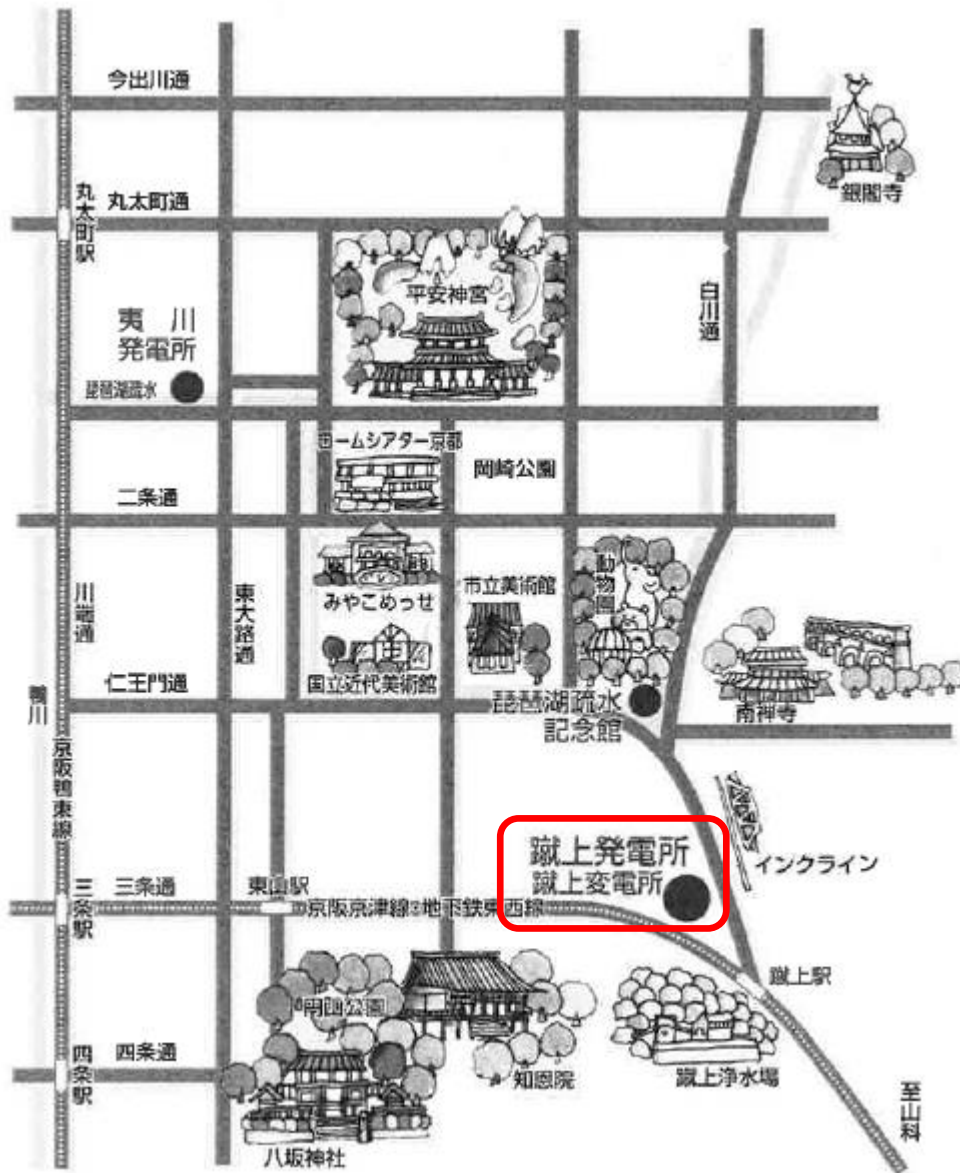 今出川通
銀閣寺
丸太町通
丸太町駅
平安神宮
白川通
夷川
発電所
琵琶湖疏水
ロームシアター京都
岡崎公園
二条通
動物園
みやこめっせ
市立美術館
川端通
東大路通
国立近代美術館
仁王門通
南禅寺
琵琶湖疏水
記念館
鴨川
京阪鴨東線
蹴上発電所
蹴上変電所
インクライン
三条通
東山駅
三条駅
京阪京津線・地下鉄東西線
蹴上駅
円山公園
四条通
四条駅
知恩院
蹴上浄水場
八坂神社
至山科